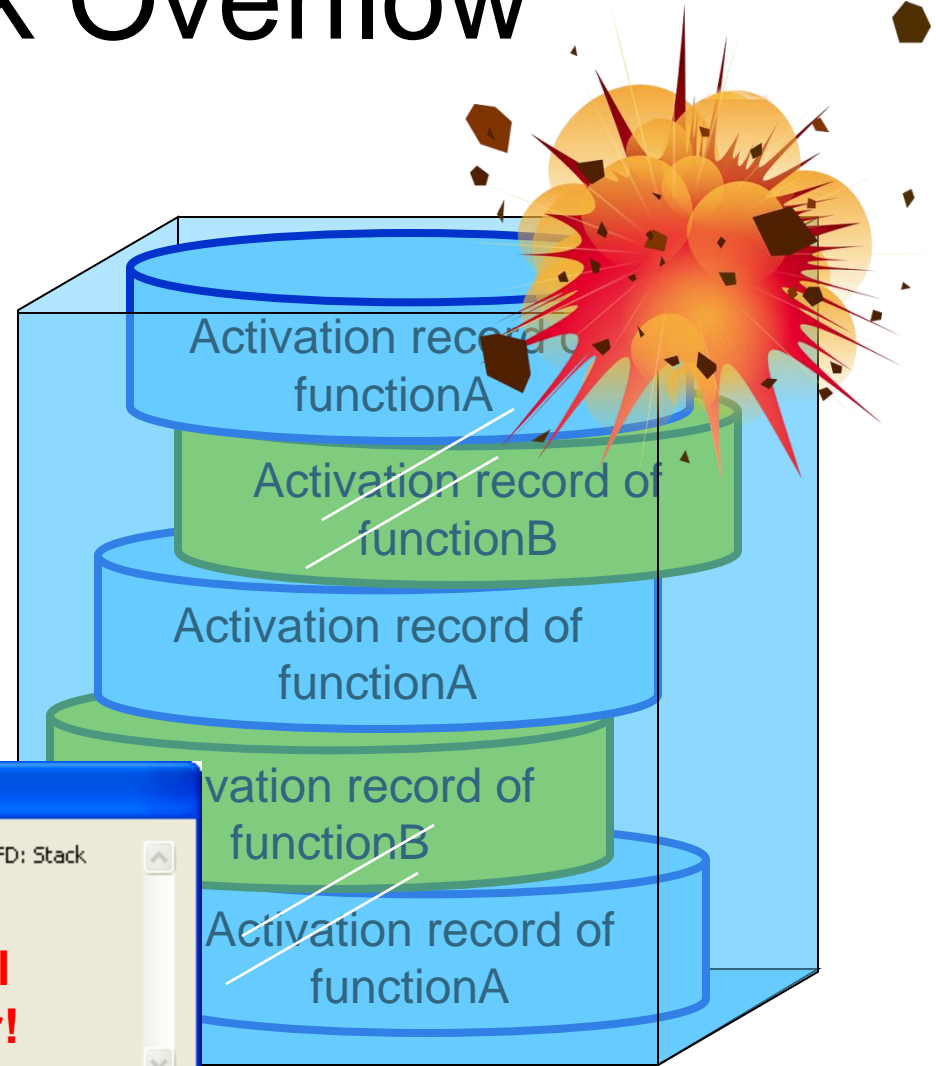 Overflow
Activation record of
functionA
Activation record of
functionB
Activation record of
functionA
vation record of
functionB
FD: Stack
Activation record of
functionA